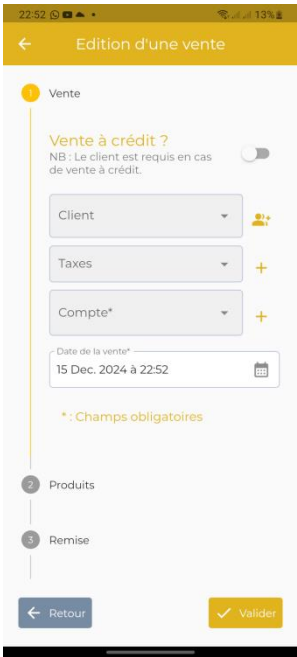 22:52 13%
Edition d'une vente
1 Vente
Vente à crédit ?
NB : Le client est requis en cas
de vente à crédit.
Client
Taxes
Compte*
Date de la vente*
15 Dec. 2024 à 22:52
* : Champs obligatoires
2 Produits
3 Remise
Retour Valider